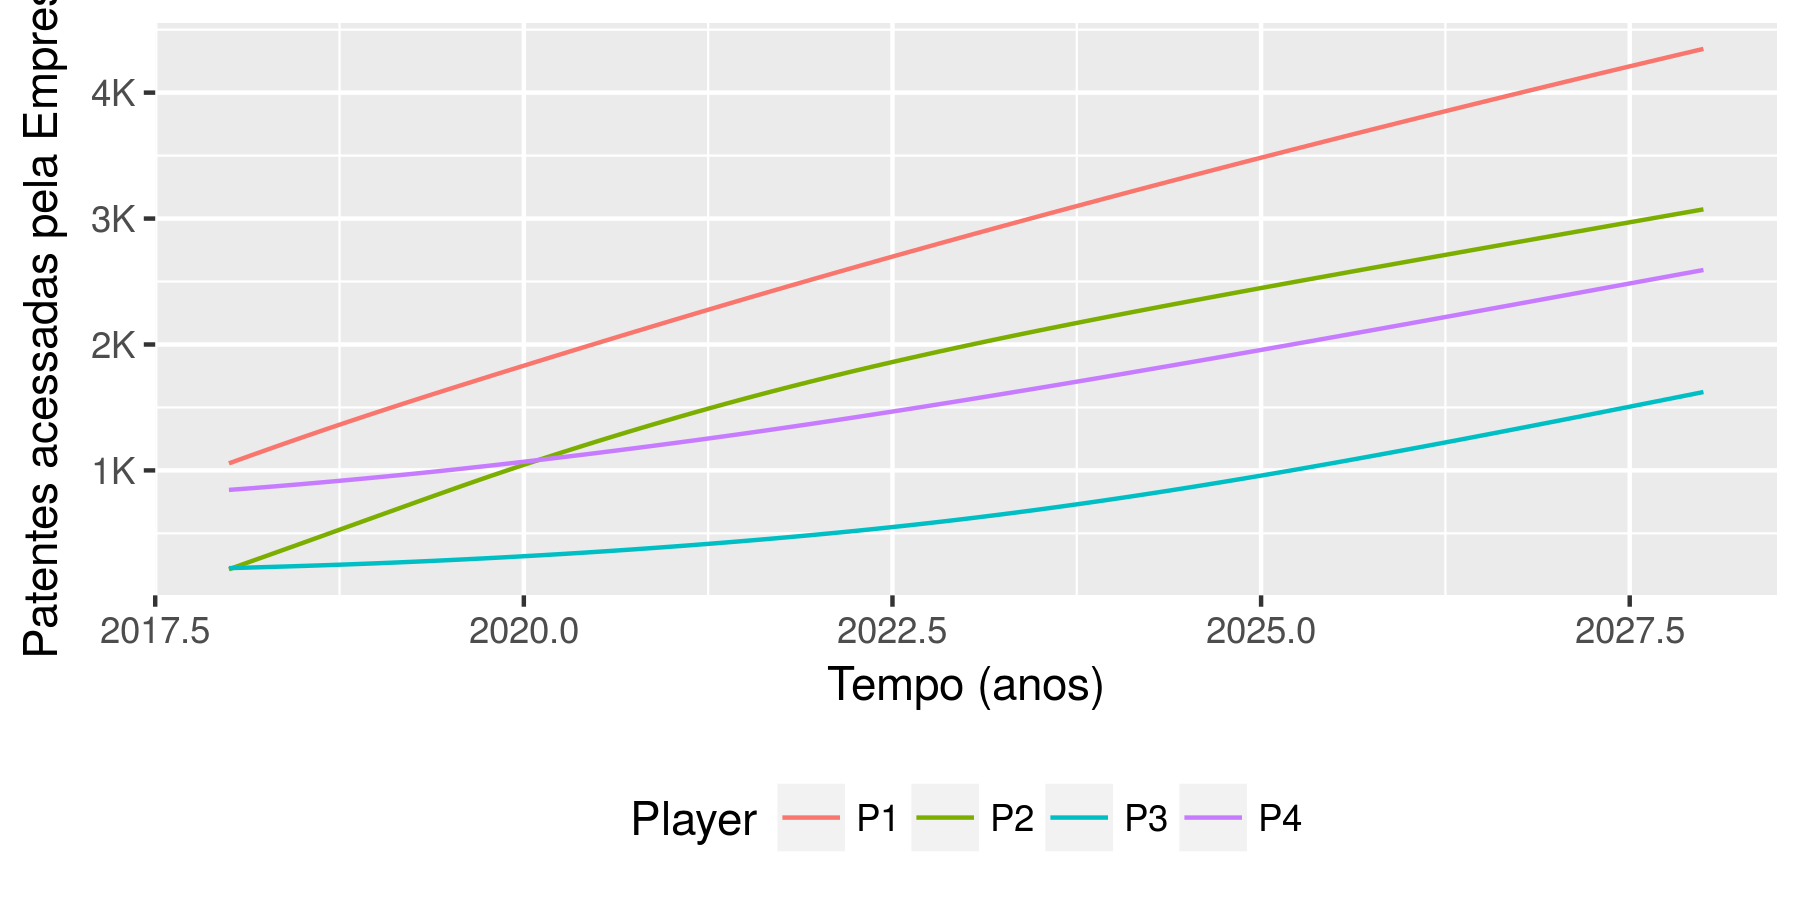 Patentes acessadas pela Empres
4K
3K
2K
1K
2017.5 2020.0 2022.5 2025.0 2027.5
Tempo (anos)
Player P1 P2 P3 P4